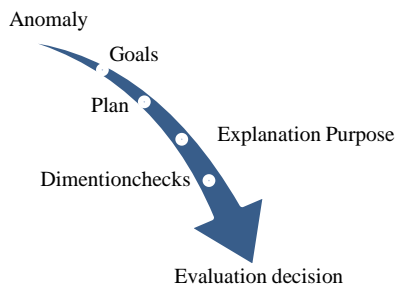 Anomaly
Goals
Plan
Explanation Purpose
Dimentionchecks
Evaluation decision